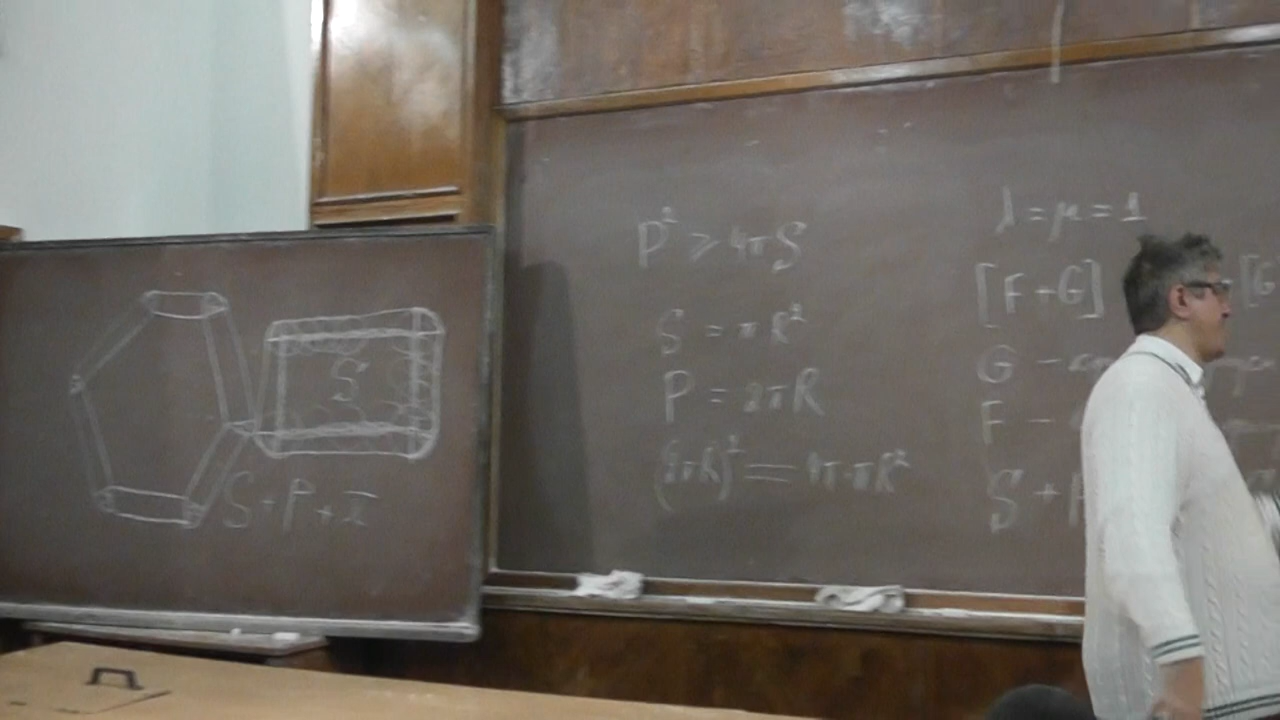 S
S + P + π
P² ≥ 4πS
S = πR²
P = 2πR
(2πR)² = 4π·πR²
λ = μ = 1
[F + G] [G
G –
F –
S + P